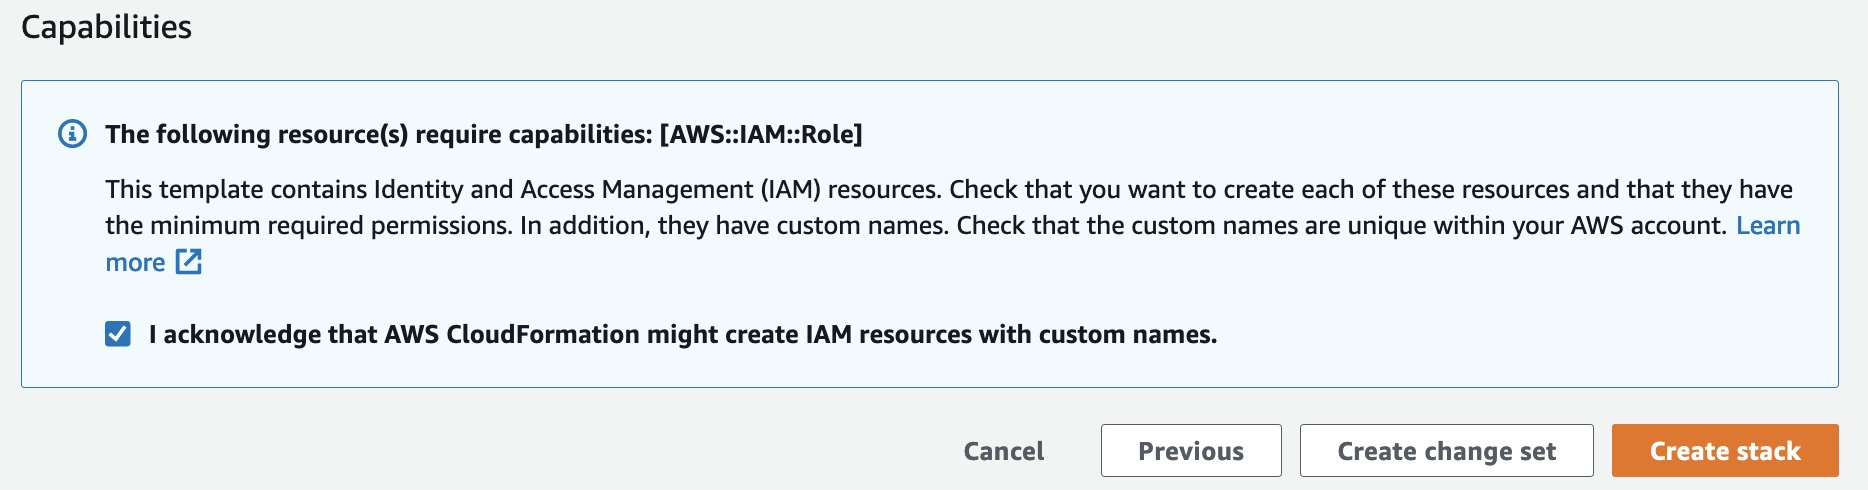 Capabilities
The following resource(s) require capabilities: [AWS::IAM::Role]
This template contains Identity and Access Management (IAM) resources. Check that you want to create each of these resources and that they have
the minimum required permissions. In addition, they have custom names. Check that the custom names are unique within your AWS account. Learn
more
I acknowledge that AWS CloudFormation might create IAM resources with custom names.
Cancel Previous Create change set Create stack